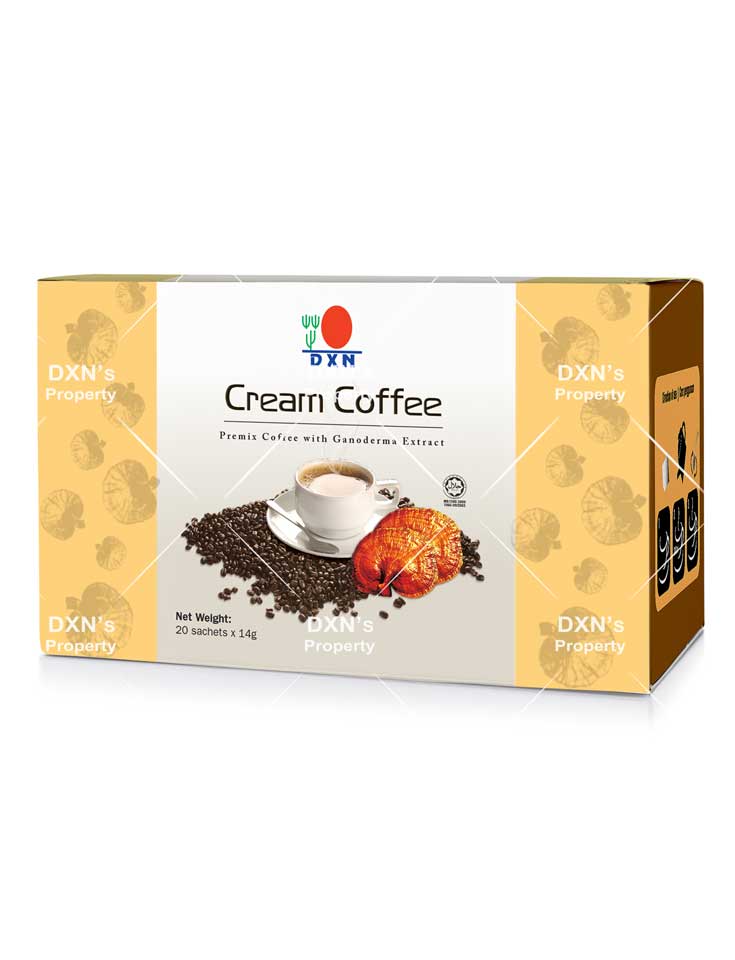 DXN
Cream Coffee
Premix Coffee with Ganoderma Extract
Net Weight:
20 sachets x 14g
DXN's
Property
DXN's
Property
DXN's
Property
DXN's
Property
DXN's
Property